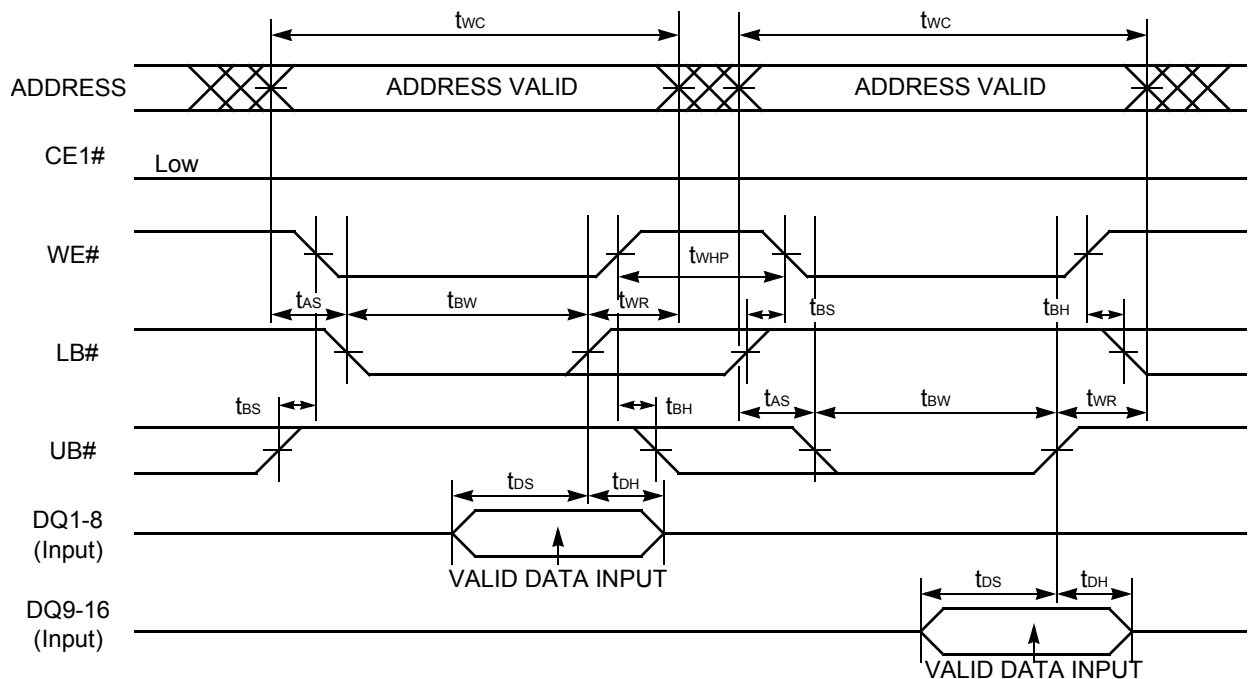 tWC tWC
ADDRESS ADDRESS VALID ADDRESS VALID
CE1# Low
WE#
tWHP
tAS tBW tWR tBS tBH
LB#
tBS tBH tAS tBW tWR
UB#
tDS tDH
DQ1-8
(Input)
VALID DATA INPUT
tDS tDH
DQ9-16
(Input)
VALID DATA INPUT